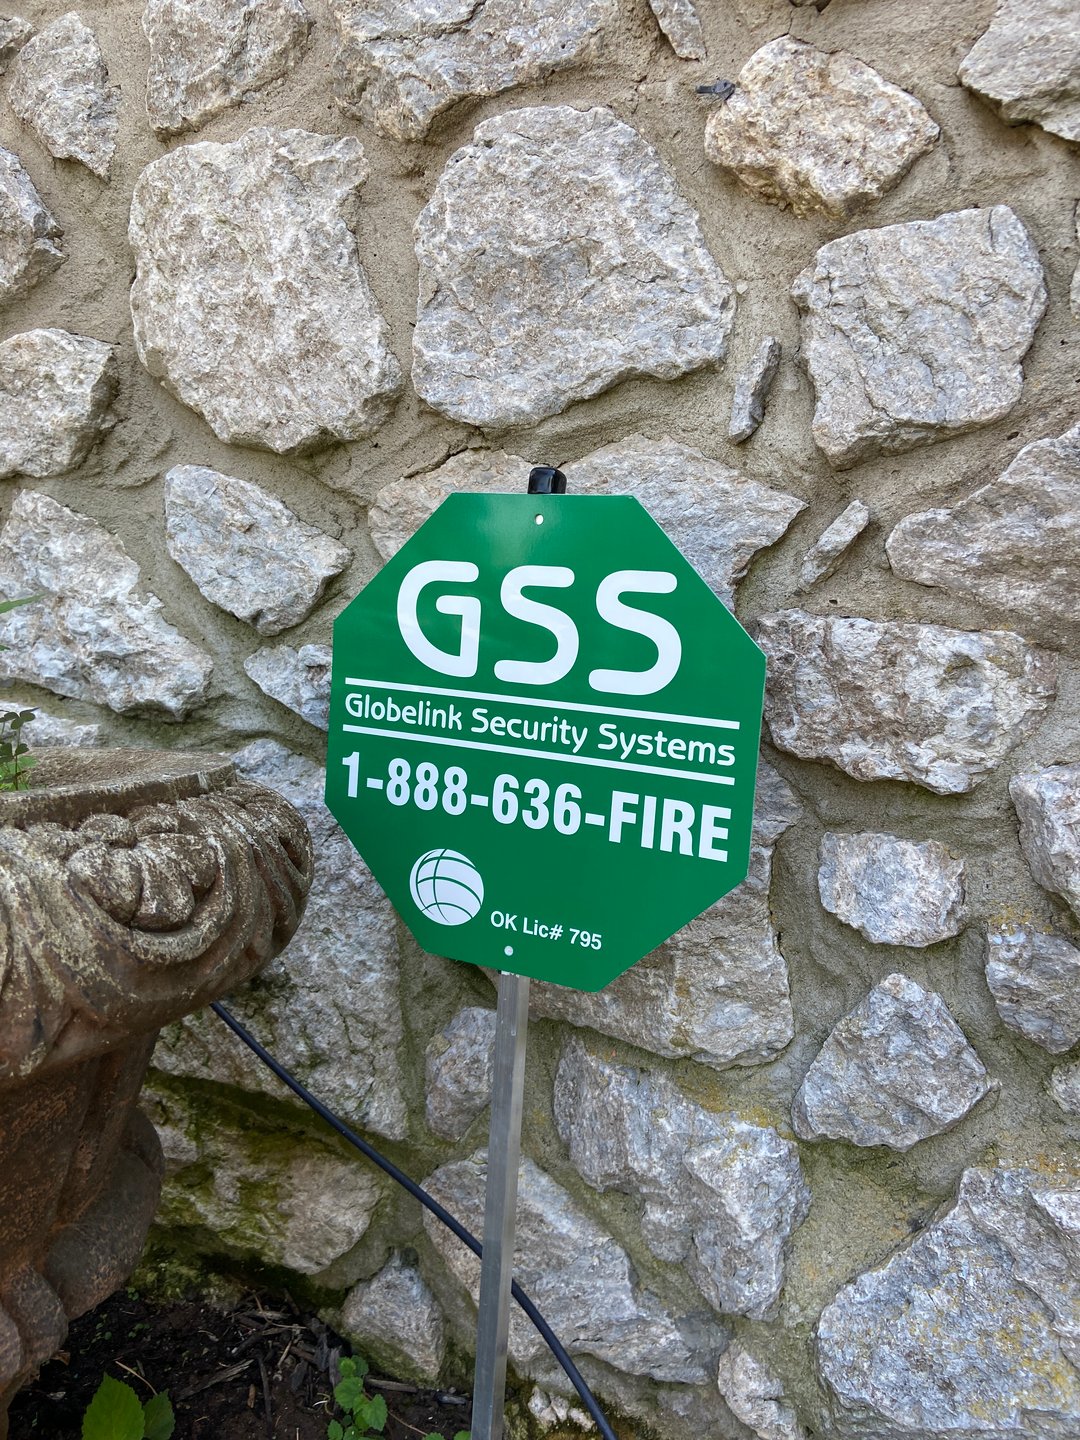 GSS
Globelink Security Systems
1-888-636-FIRE
OK Lic# 795